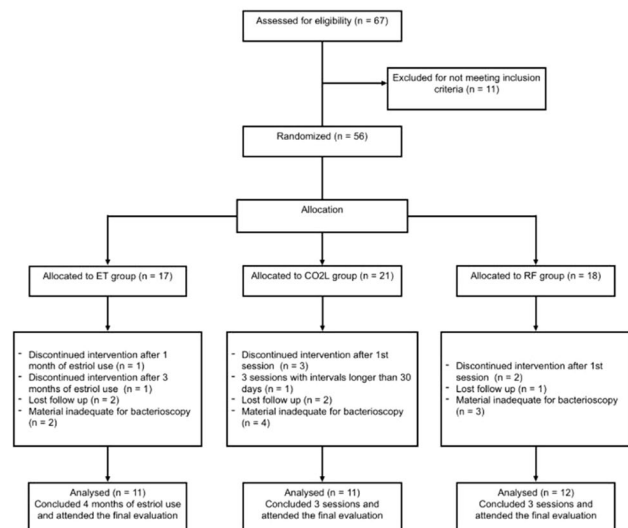 Assessed for eligibility (n = 67)
Excluded for not meeting inclusion
criteria (n = 11)
Randomized (n = 56)
Allocation
Allocated to ET group (n = 17)
Allocated to CO2L group (n = 21)
Allocated to RF group (n = 18)
- Discontinued intervention after 1
month of estriol use (n = 1)
- Discontinued intervention after 3
months of estriol use (n = 1)
- Lost follow up (n = 2)
- Material inadequate for bacterioscopy
(n = 2)
- Discontinued intervention after 1st
session (n = 3)
- 3 sessions with intervals longer than 30
days (n = 1)
- Lost follow up (n = 2)
- Material inadequate for bacterioscopy
(n = 4)
- Discontinued intervention after 1st
session (n = 2)
- Lost follow up (n = 1)
- Material inadequate for bacterioscopy
(n = 3)
Analysed (n = 11)
Concluded 4 months of estriol use
and attended the final evaluation
Analysed (n = 11)
Concluded 3 sessions and
attended the final evaluation
Analysed (n = 12)
Concluded 3 sessions and
attended the final evaluation